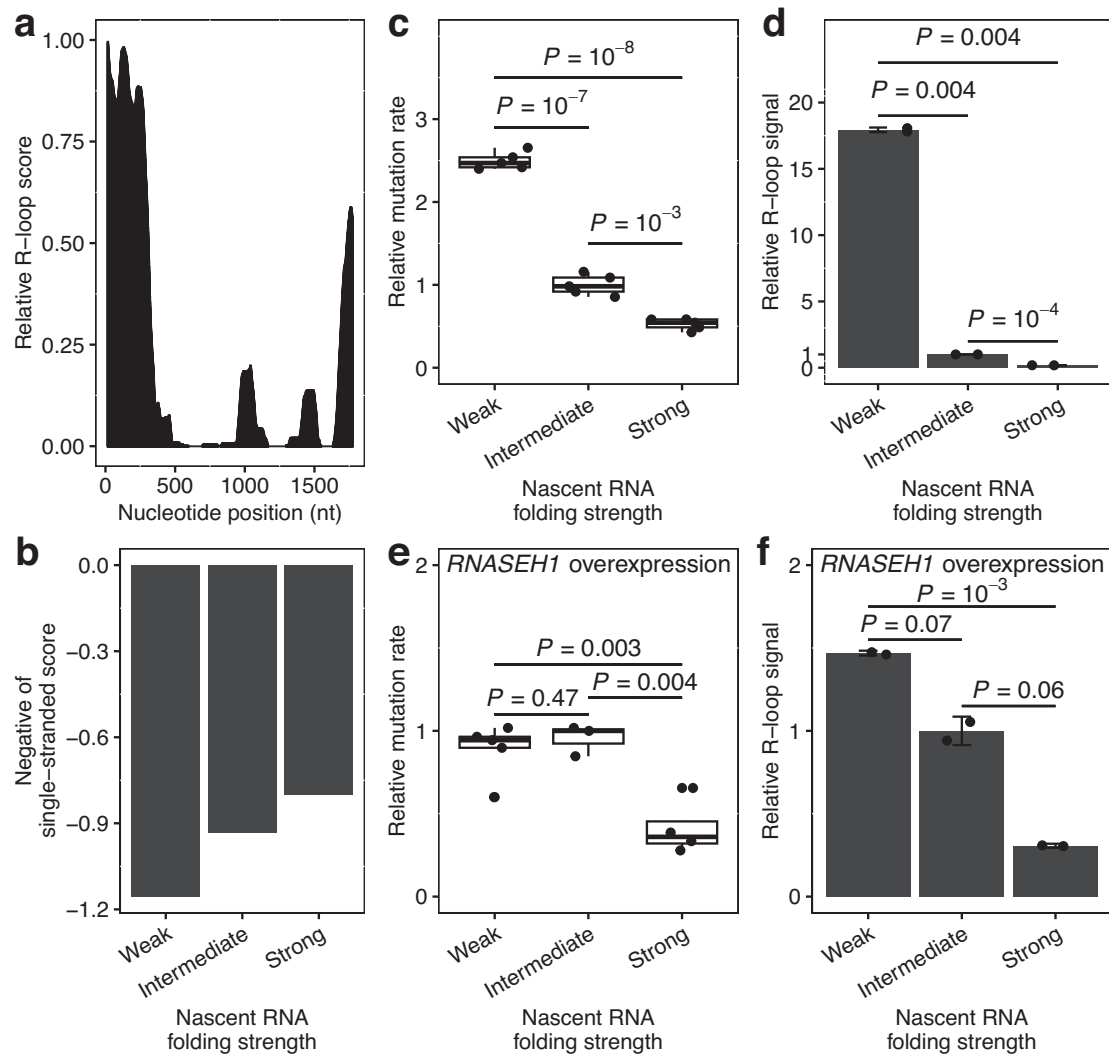 a
1.00
0.75
0.50
0.25
0.00
Relative R−loop score
0
500
1000
1500
Nucleotide position (nt)
c
P = 10−8
P = 10−7
P = 10−3
3
2
1
0
Relative mutation rate
Weak
Intermediate
Strong
Nascent RNA
folding strength
d
P = 0.004
P = 0.004
P = 10−4
20
15
10
5
1
0
Relative R−loop signal
Weak
Intermediate
Strong
Nascent RNA
folding strength
b
0.0
−0.3
−0.6
−0.9
−1.2
Negative of
single−stranded score
Weak
Intermediate
Strong
Nascent RNA
folding strength
e
RNASEH1 overexpression
P = 0.003
P = 0.47
P = 0.004
2
1
0
Relative mutation rate
Weak
Intermediate
Strong
Nascent RNA
folding strength
f
RNASEH1 overexpression
P = 10−3
P = 0.07
P = 0.06
2
1
0
Relative R−loop signal
Weak
Intermediate
Strong
Nascent RNA
folding strength